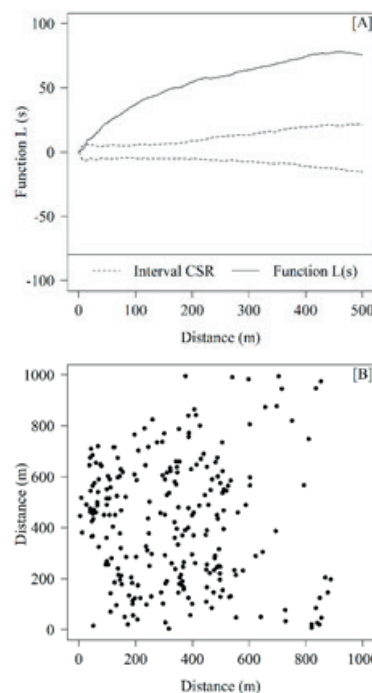 [A]
100
50
0
-50
-100
Function L (s)
Interval CSR
Function L(s)
0 100 200 300 400 500
Distance (m)
[B]
1000
800
600
400
200
0
Distance (m)
0 200 400 600 800 1000
Distance (m)